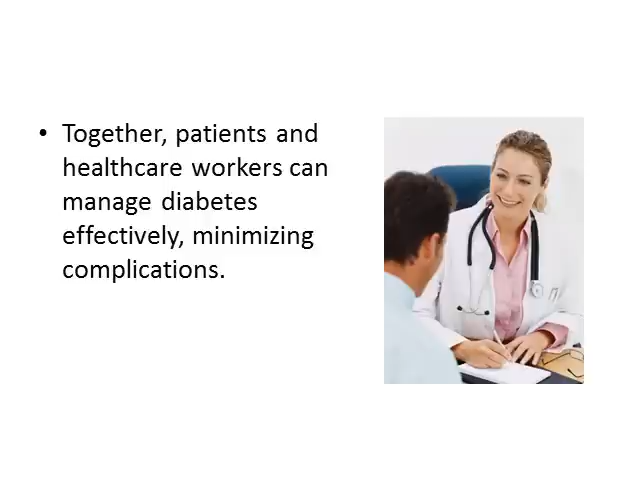 • Together, patients and
healthcare workers can
manage diabetes
effectively, minimizing
complications.